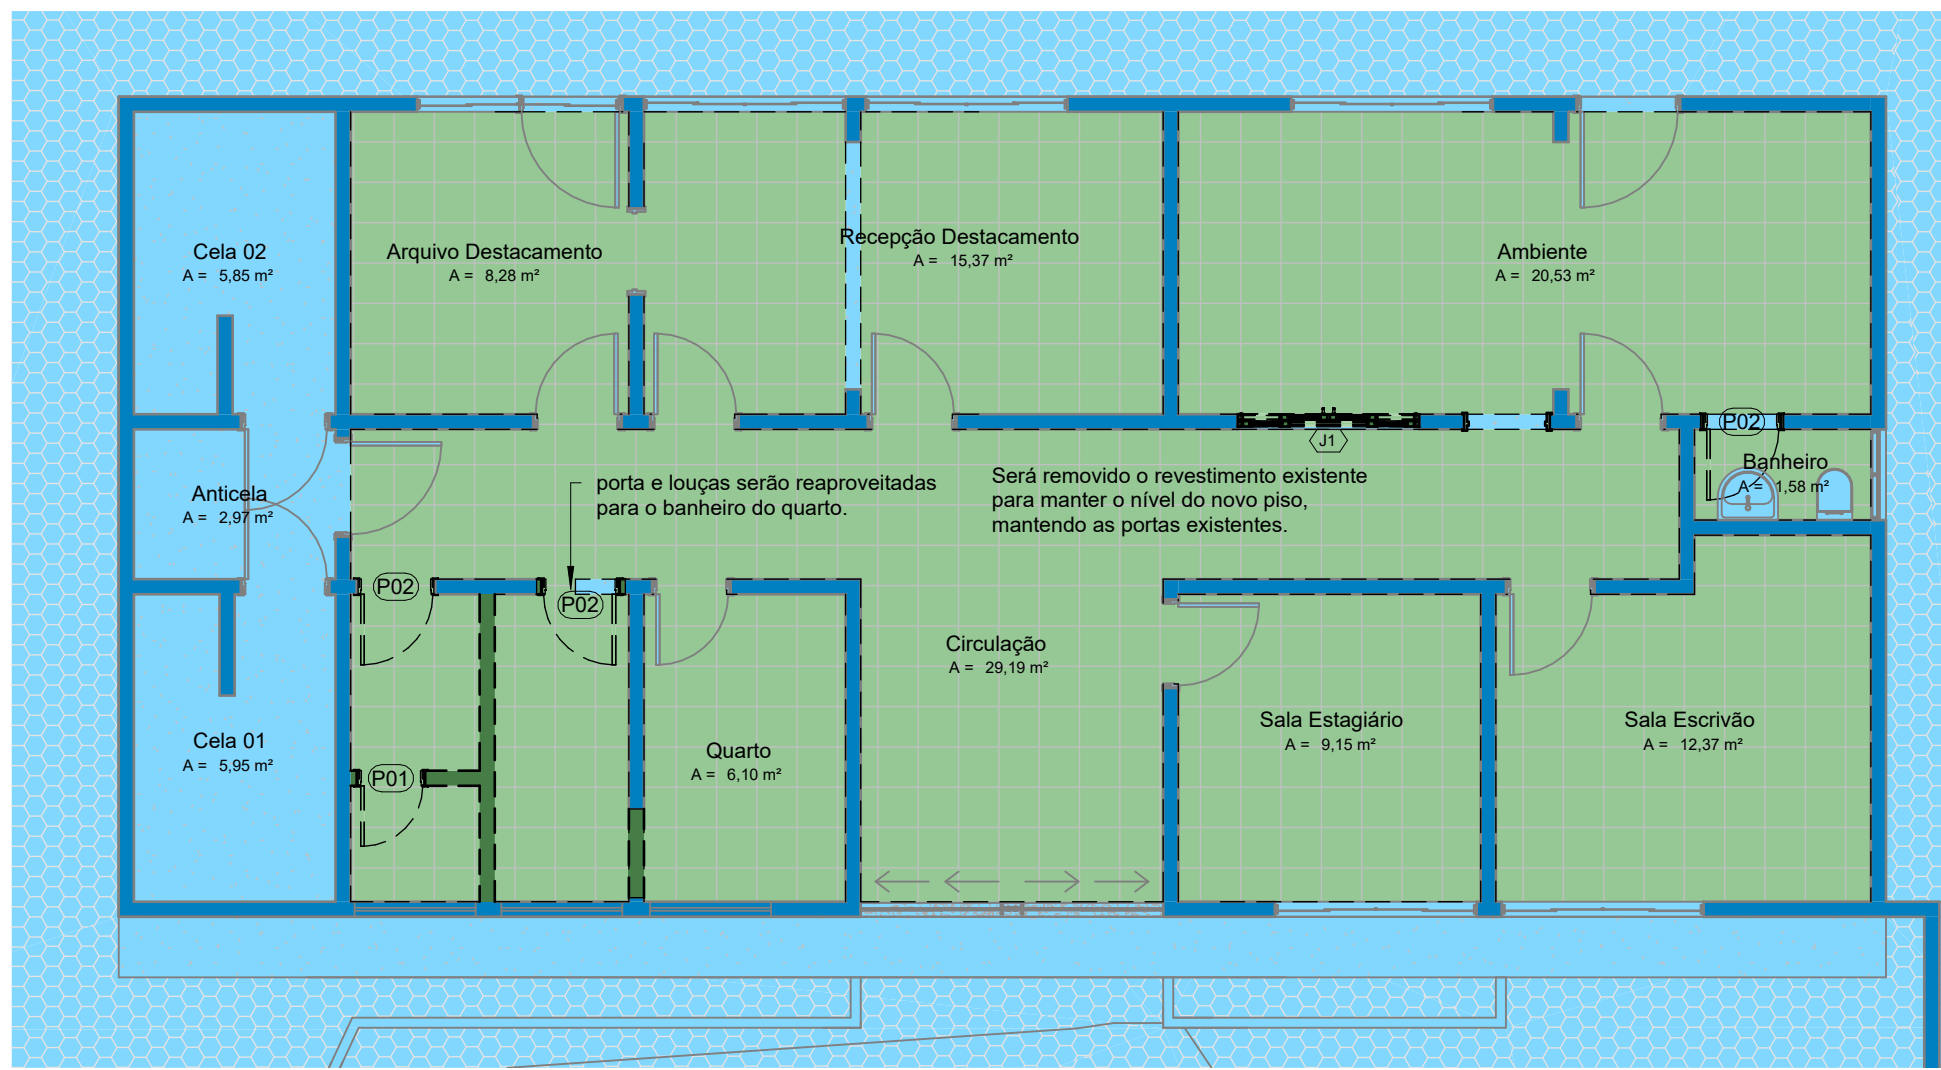 Recepção Destacamento
A = 15,37 m²
Cela 02
A = 5,85 m²
Arquivo Destacamento
A = 8,28 m²
Ambiente
A = 20,53 m²
P02
J1
Banheiro
A = 1,58 m²
Anticela
A = 2,97 m²
porta e louças serão reaproveitadas
para o banheiro do quarto.
Será removido o revestimento existente
para manter o nível do novo piso,
mantendo as portas existentes.
P02
P02
Circulação
A = 29,19 m²
Cela 01
A = 5,95 m²
P01
Quarto
A = 6,10 m²
Sala Estagiário
A = 9,15 m²
Sala Escrivão
A = 12,37 m²